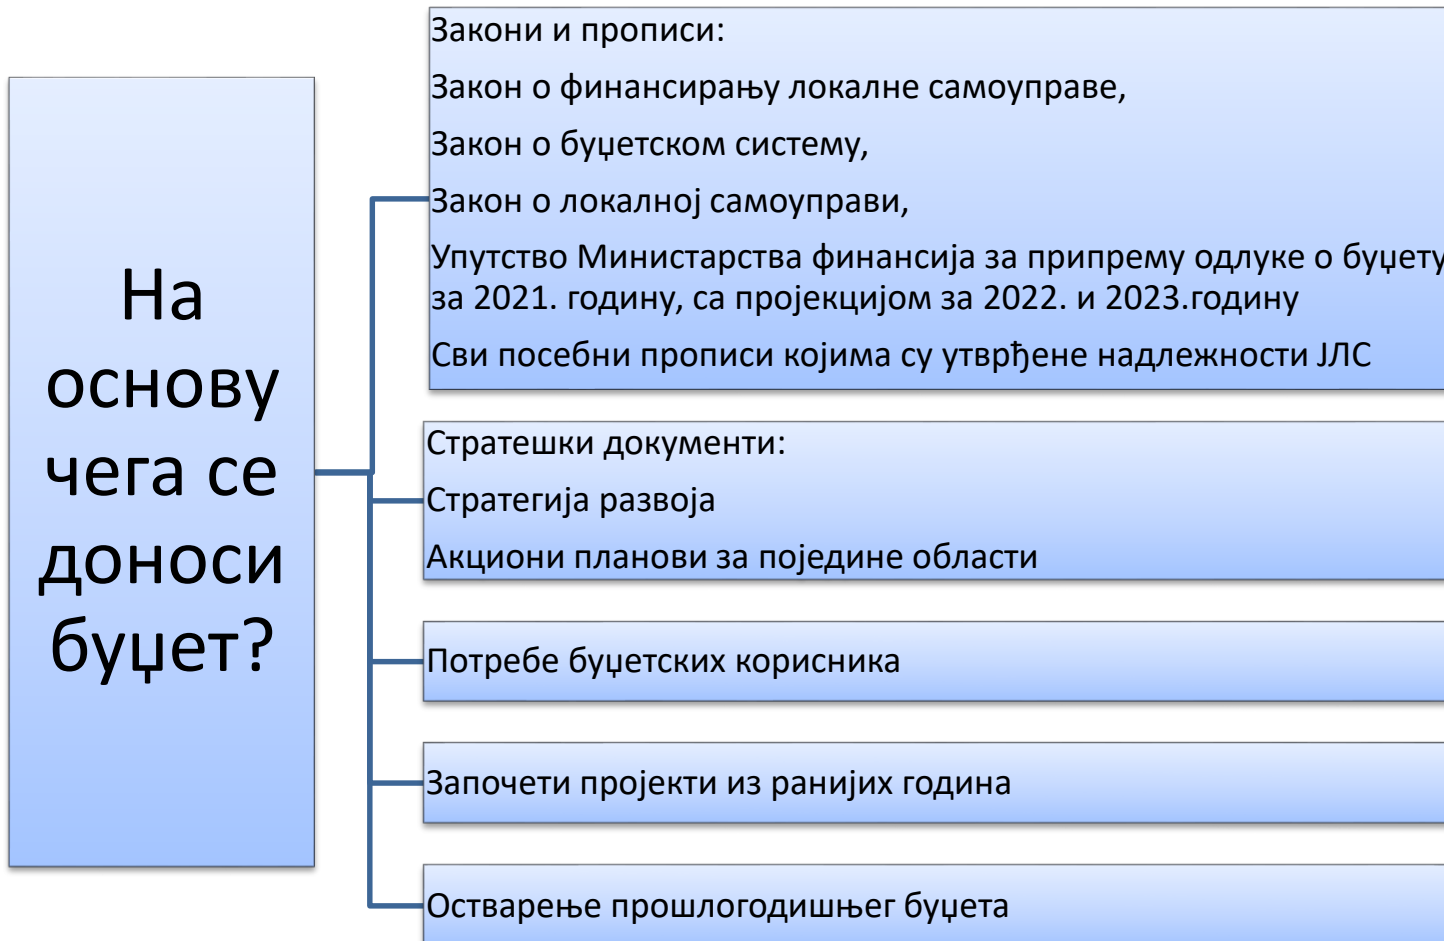 На
основу
чега се
доноси
буџет?
Закони и прописи:
Закон о финансирању локалне самоуправе,
Закон о буџетском систему,
Закон о локалној самоуправи,
Упутство Министарства финансија за припрему одлуке о буџету
за 2021. годину, са пројекцијом за 2022. и 2023.годину
Сви посебни прописи којима су утврђене надлежности ЈЛС
Стратешки документи:
Стратегија развоја
Акциони планови за поједине области
Потребе буџетских корисника
Започети пројекти из ранијих година
Остварење прошлогодишњег буџета